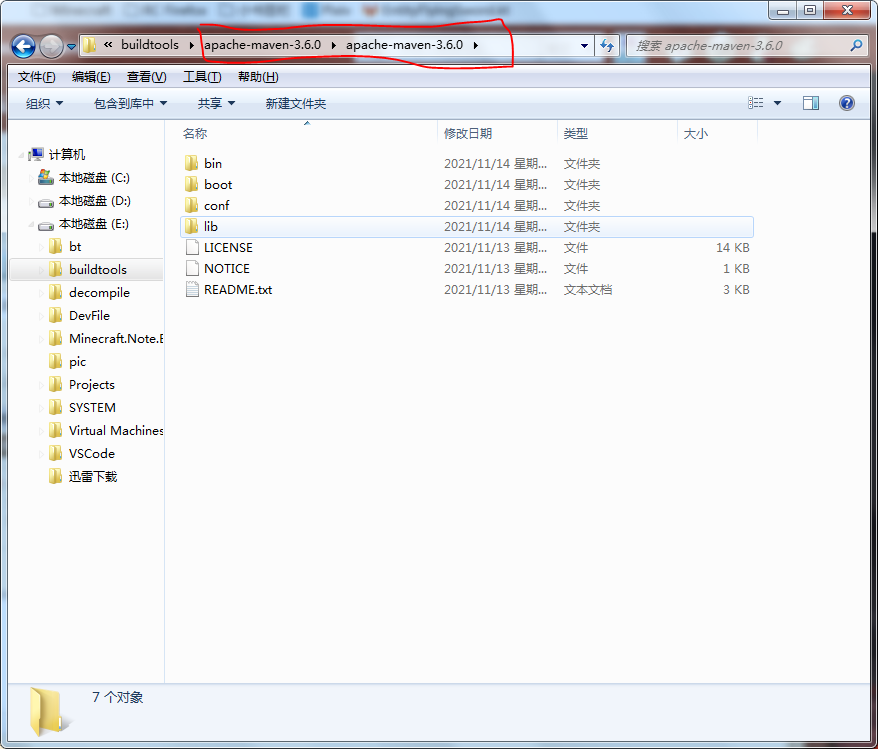 « buildtools ▸ apache-maven-3.6.0 ▸ apache-maven-3.6.0 ▸ 搜索 apache-maven-3.6.0
文件(F) 编辑(E) 查看(V) 工具(T) 帮助(H)
组织 包含到库中 共享 新建文件夹
计算机
本地磁盘 (C:)
本地磁盘 (D:)
本地磁盘 (E:)
bt
buildtools
decompile
DevFile
Minecraft.Note.E
pic
Projects
SYSTEM
Virtual Machines
VSCode
迅雷下载
名称 修改日期 类型 大小
bin 2021/11/14 星期... 文件夹
boot 2021/11/14 星期... 文件夹
conf 2021/11/14 星期... 文件夹
lib 2021/11/14 星期... 文件夹
LICENSE 2021/11/13 星期... 文件 14 KB
NOTICE 2021/11/13 星期... 文件 1 KB
README.txt 2021/11/13 星期... 文本文档 3 KB
7 个对象